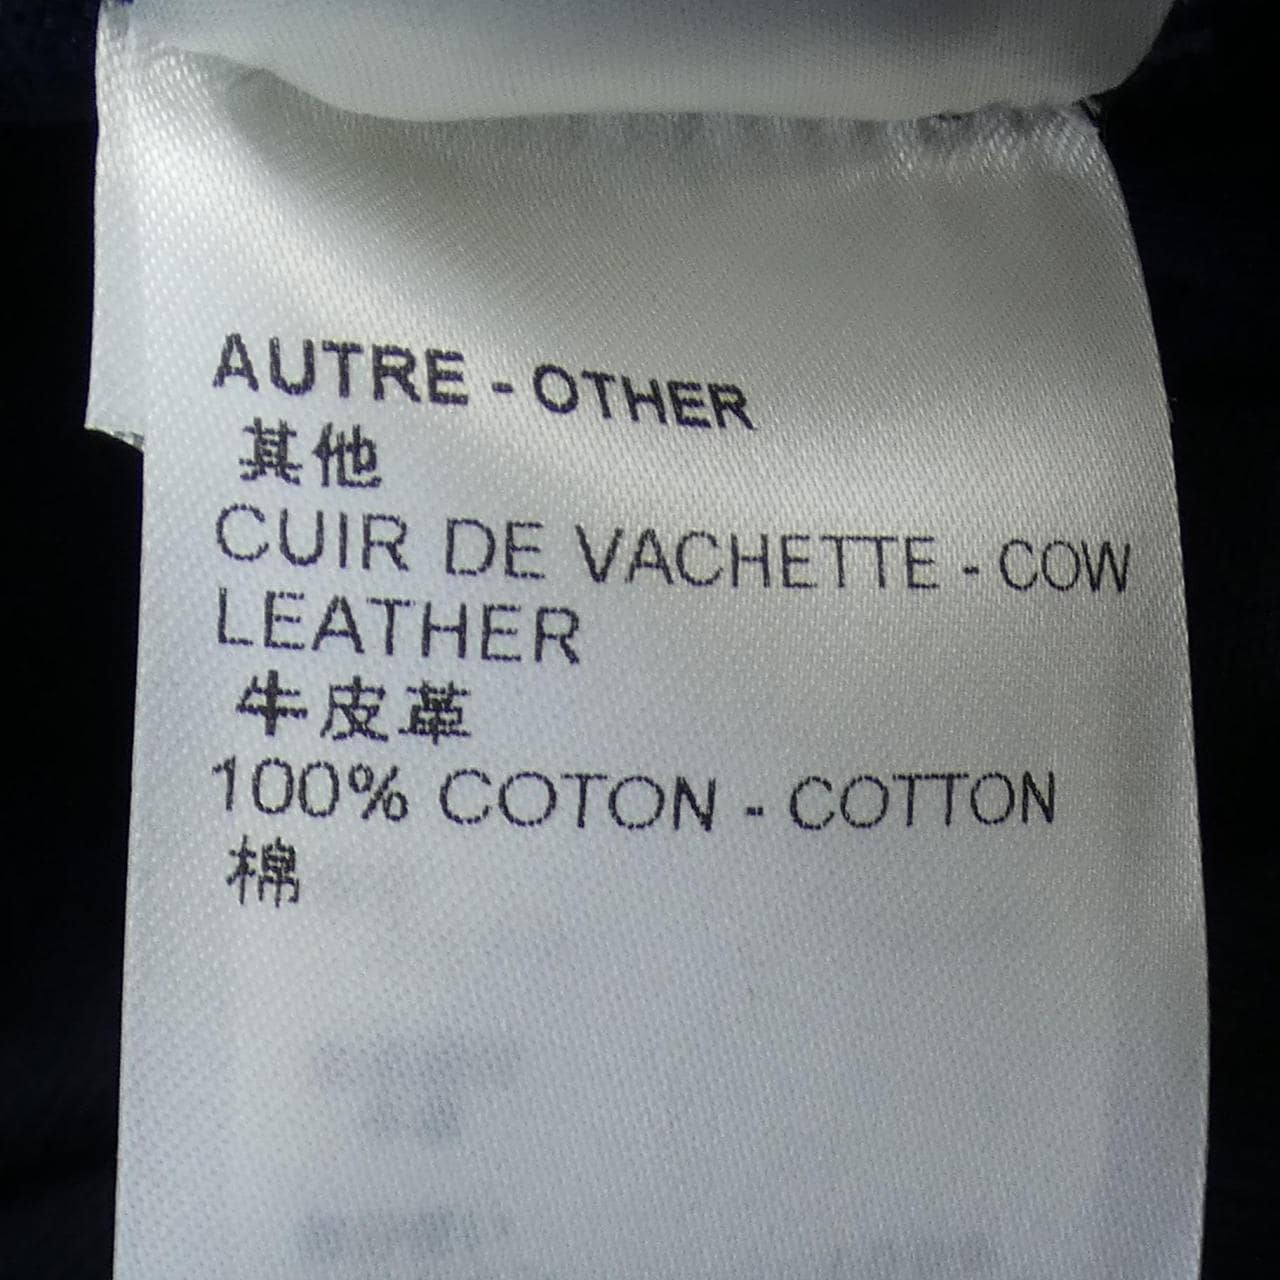 AUTRE - OTHER
其他
CUIR DE VACHETTE - COW
LEATHER
牛皮革
100% COTON - COTTON
棉